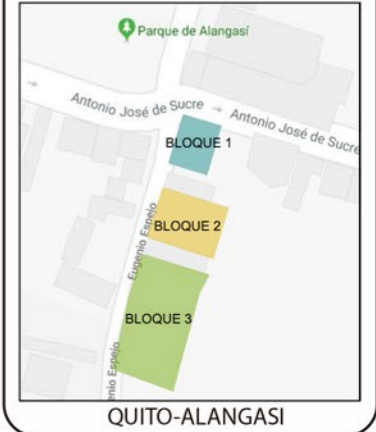 Parque de Alangasí
Antonio José de Sucre
Antonio José de Sucre
BLOQUE 1
BLOQUE 2
Eugenio Espejo
BLOQUE 3
enio Espejo
QUITO-ALANGASI